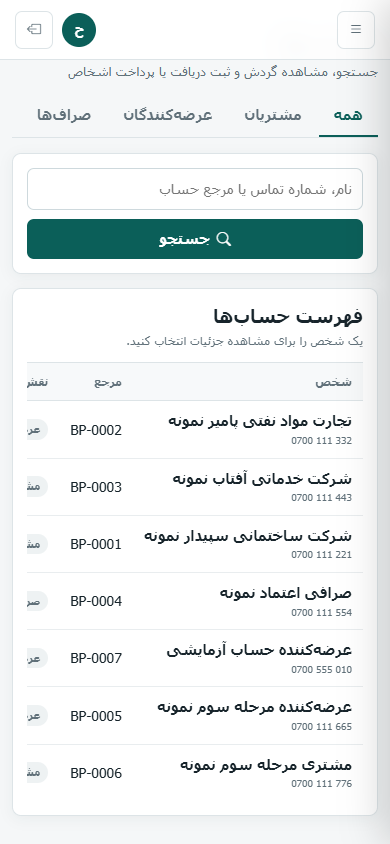 ح
جستجو، مشاهده گردش و ثبت دریافت یا پرداخت اشخاص
همه مشتریان عرضه‌کنندگان صراف‌ها
نام، شماره تماس یا مرجع حساب
جستجو
فهرست حساب‌ها
یک شخص را برای مشاهده جزئیات انتخاب کنید.
شخص مرجع نقش
تجارت مواد نفتی پامیر نمونه BP-0002
0700 111 332
شرکت خدماتی آفتاب نمونه BP-0003
0700 111 443
شرکت ساختمانی سپیدار نمونه BP-0001
0700 111 221
صرافی اعتماد نمونه BP-0004
0700 111 554
عرضه‌کننده حساب آزمایشی BP-0007
0700 555 010
عرضه‌کننده مرحله سوم نمونه BP-0005
0700 111 665
مشتری مرحله سوم نمونه BP-0006
0700 111 776